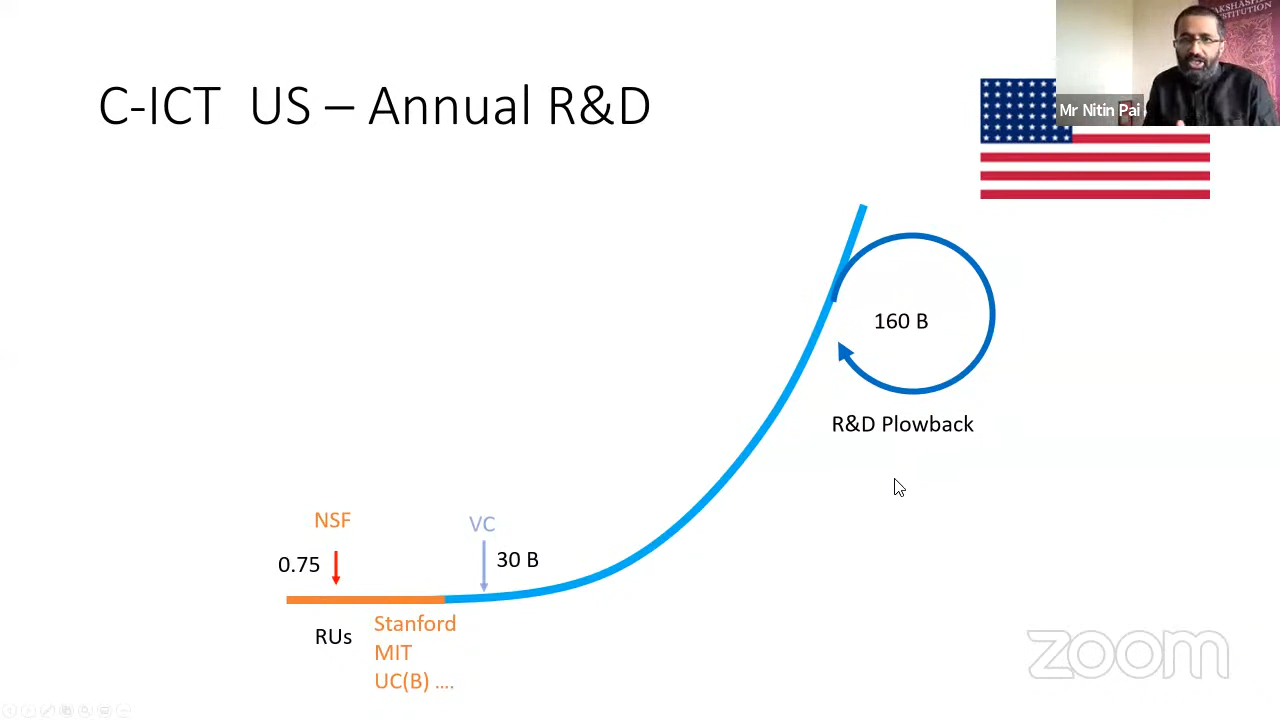 C-ICT US – Annual R&D
Mr Nitin Pai
160 B
R&D Plowback
NSF
VC
0.75
30 B
RUs
Stanford
MIT
UC(B) ....
zoom